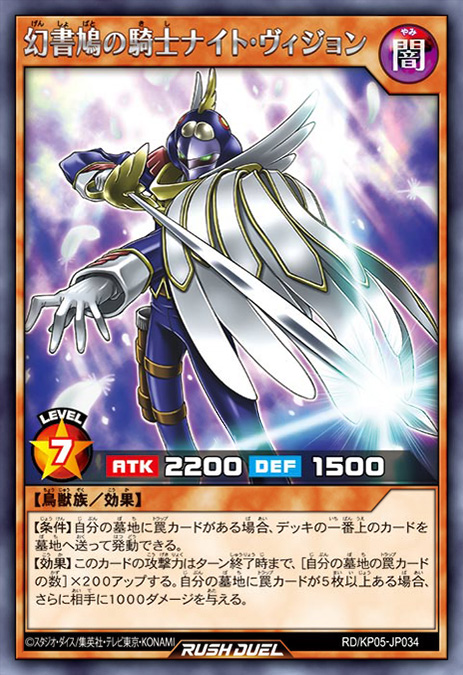 幻書鳩の騎士ナイト・ヴィジョン
闇
LEVEL
7
ATK 2200 DEF 1500
【鳥獣族／効果】
【条件】自分の墓地に罠カードがある場合、デッキの一番上のカードを
墓地へ送って発動できる。
【効果】このカードの攻撃力はターン終了時まで、[自分の墓地の罠カード
の数]×200アップする。自分の墓地に罠カードが5枚以上ある場合、
さらに相手に1000ダメージを与える。
©スタジオ・ダイス/集英社・テレビ東京・KONAMI
RUSH DUEL
RD/KP05-JP034